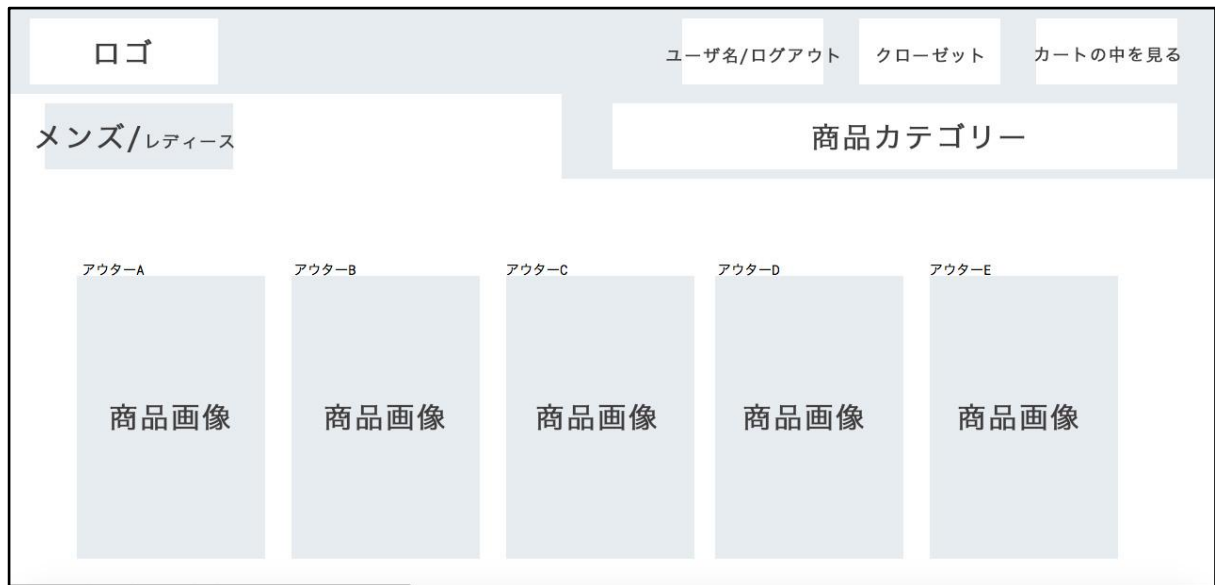 ロゴ
ユーザ名/ログアウト
クローゼット
カートの中を見る
メンズ/レディース
商品カテゴリー
アウターA
アウターB
アウターC
アウターD
アウターE
商品画像
商品画像
商品画像
商品画像
商品画像